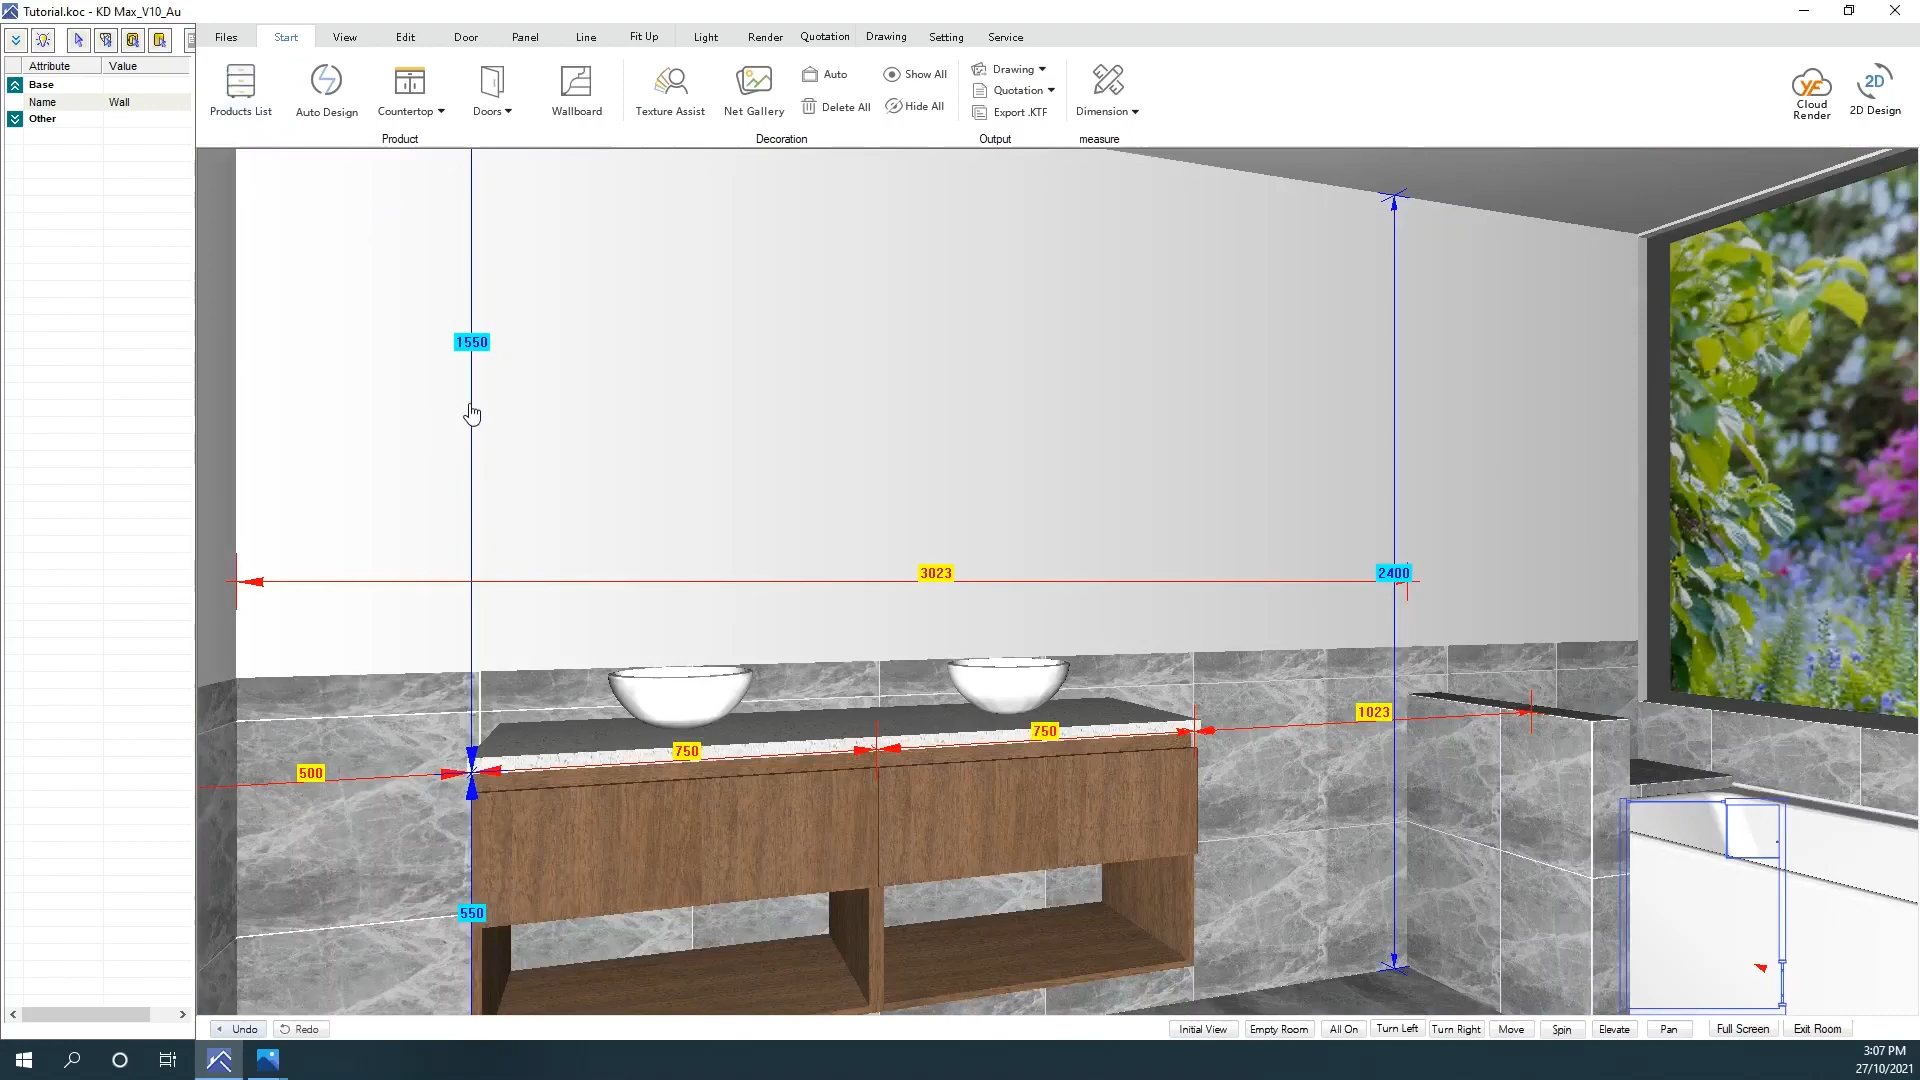 Tutorial.koc - KD Max_V10_Au
Files Start View Edit Door Panel Line Fit Up Light Render Quotation Drawing Setting Service
Attribute Value
Base
Name Wall
Other
Products List Auto Design Countertop Doors Wallboard
Product
Texture Assist Net Gallery Auto Show All
Delete All Hide All
Decoration
Drawing
Quotation
Export .KTF
Output
Dimension
measure
Cloud
Render
2D
2D Design
1550
3023
2400
500
750
750
1023
550
Undo Redo Initial View Empty Room All On Turn Left Turn Right Move Spin Elevate Pan Full Screen Exit Room
3:07 PM
27/10/2021